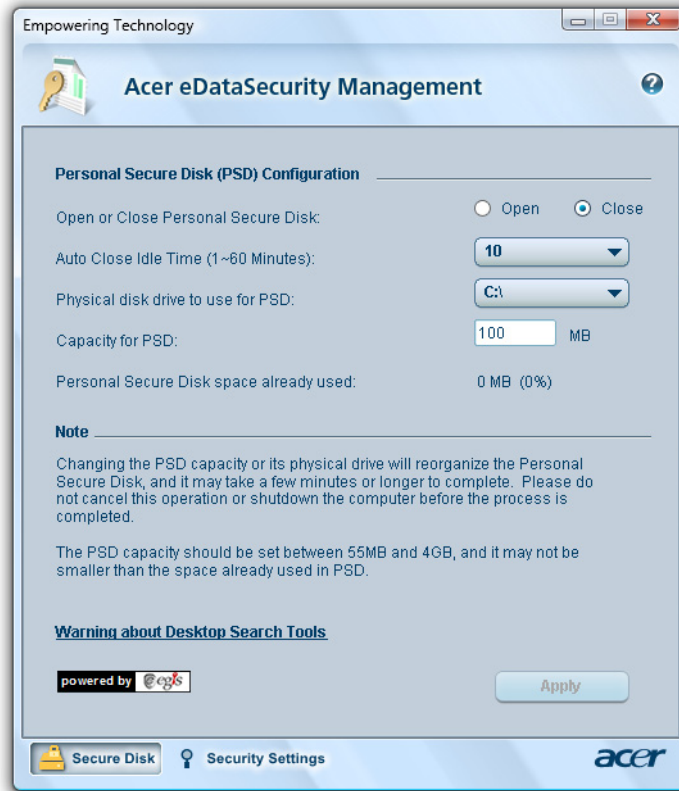 Empowering Technology
Acer eDataSecurity Management
Personal Secure Disk (PSD) Configuration
Open or Close Personal Secure Disk: Open Close
Auto Close Idle Time (1~60 Minutes): 10
Physical disk drive to use for PSD: C:\
Capacity for PSD: 100 MB
Personal Secure Disk space already used: 0 MB (0%)
Note
Changing the PSD capacity or its physical drive will reorganize the Personal
Secure Disk, and it may take a few minutes or longer to complete. Please do
not cancel this operation or shutdown the computer before the process is
completed.
The PSD capacity should be set between 55MB and 4GB, and it may not be
smaller than the space already used in PSD.
Warning about Desktop Search Tools
powered by egis
Apply
Secure Disk Security Settings acer